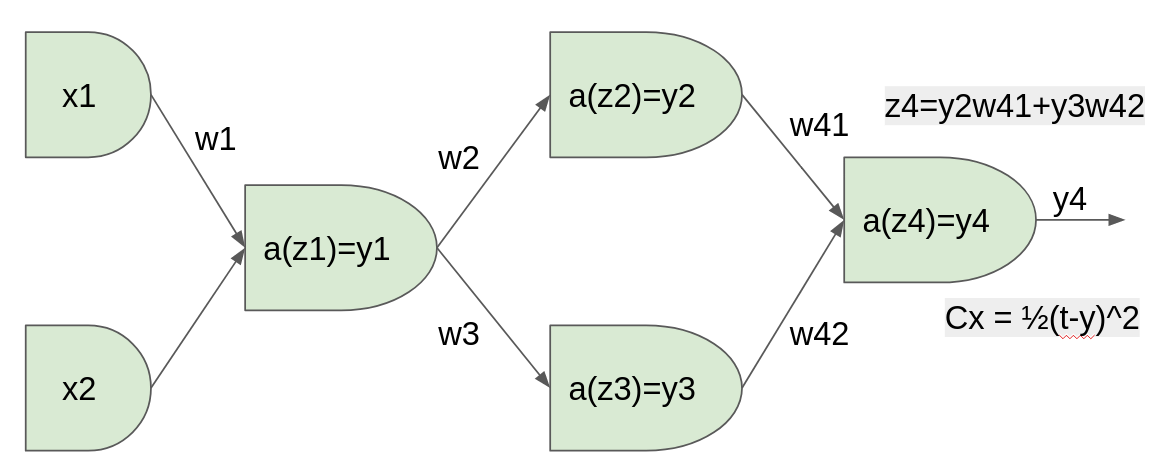 x1
w1
x2
a(z1)=y1
w2
w3
a(z2)=y2
a(z3)=y3
w41
w42
z4=y2w41+y3w42
a(z4)=y4
y4
Cx = ½(t-y)^2